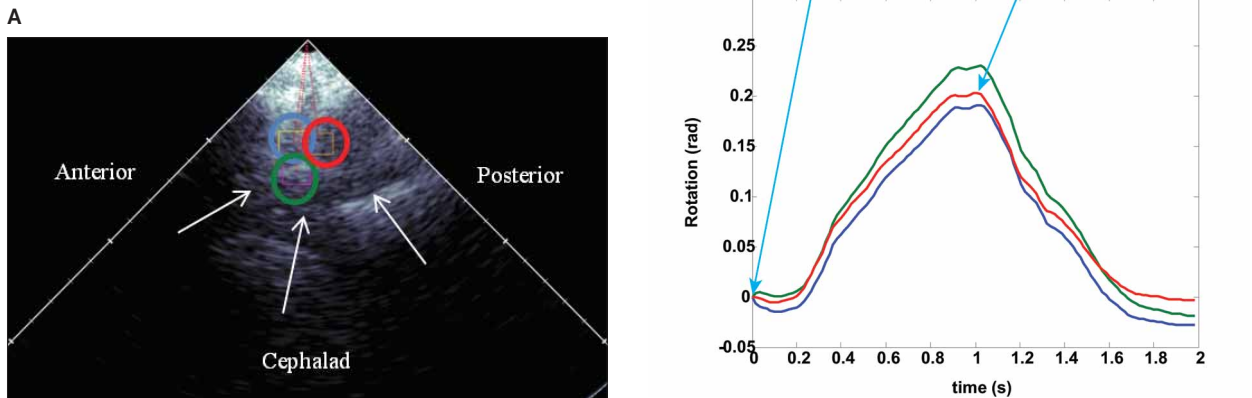 A
Anterior
Posterior
Cephalad
0.25
0.2
0.15
0.1
0.05
0
-0.05
Rotation (rad)
0 0.2 0.4 0.6 0.8 1 1.2 1.4 1.6 1.8 2
time (s)